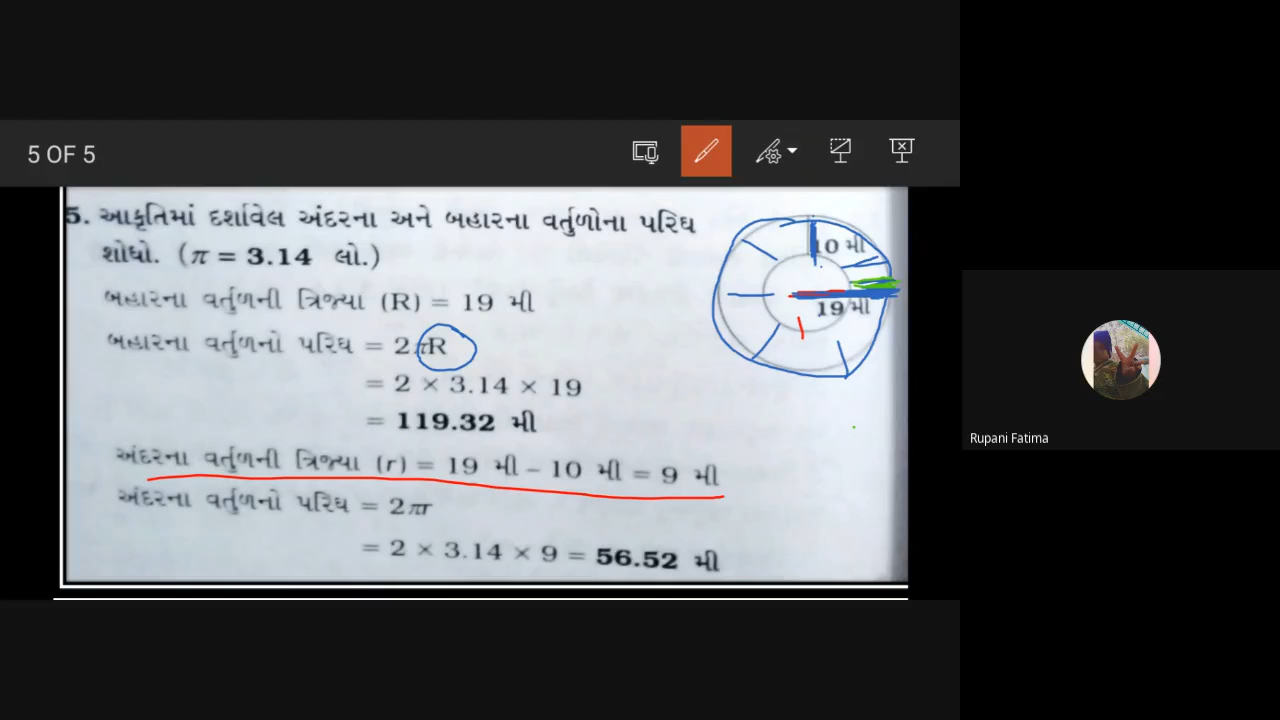 5 OF 5
5. આકૃતિમાં દર્શાવેલ અંદરના અને બહારના વર્તુળોના પરિઘ
શોધો. (π = 3.14 લો.)
10 મી
19 મી
બહારના વર્તુળની ત્રિજ્યા (R) = 19 મી
બહારના વર્તુળનો પરિઘ = 2πR
= 2 × 3.14 × 19
= 119.32 મી
અંદરના વર્તુળની ત્રિજ્યા (r) = 19 મી – 10 મી = 9 મી
અંદરના વર્તુળનો પરિઘ = 2πr
= 2 × 3.14 × 9 = 56.52 મી
Rupani Fatima